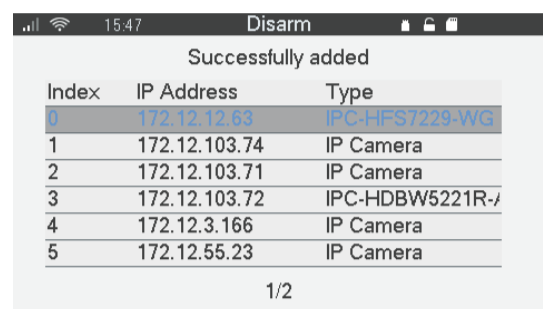 15:47 Disarm
Successfully added
Index IP Address Type
0 172.12.12.63 IPC-HFS7229-WG
1 172.12.103.74 IP Camera
2 172.12.103.71 IP Camera
3 172.12.103.72 IPC-HDBW5221R-
4 172.12.3.166 IP Camera
5 172.12.55.23 IP Camera
1/2